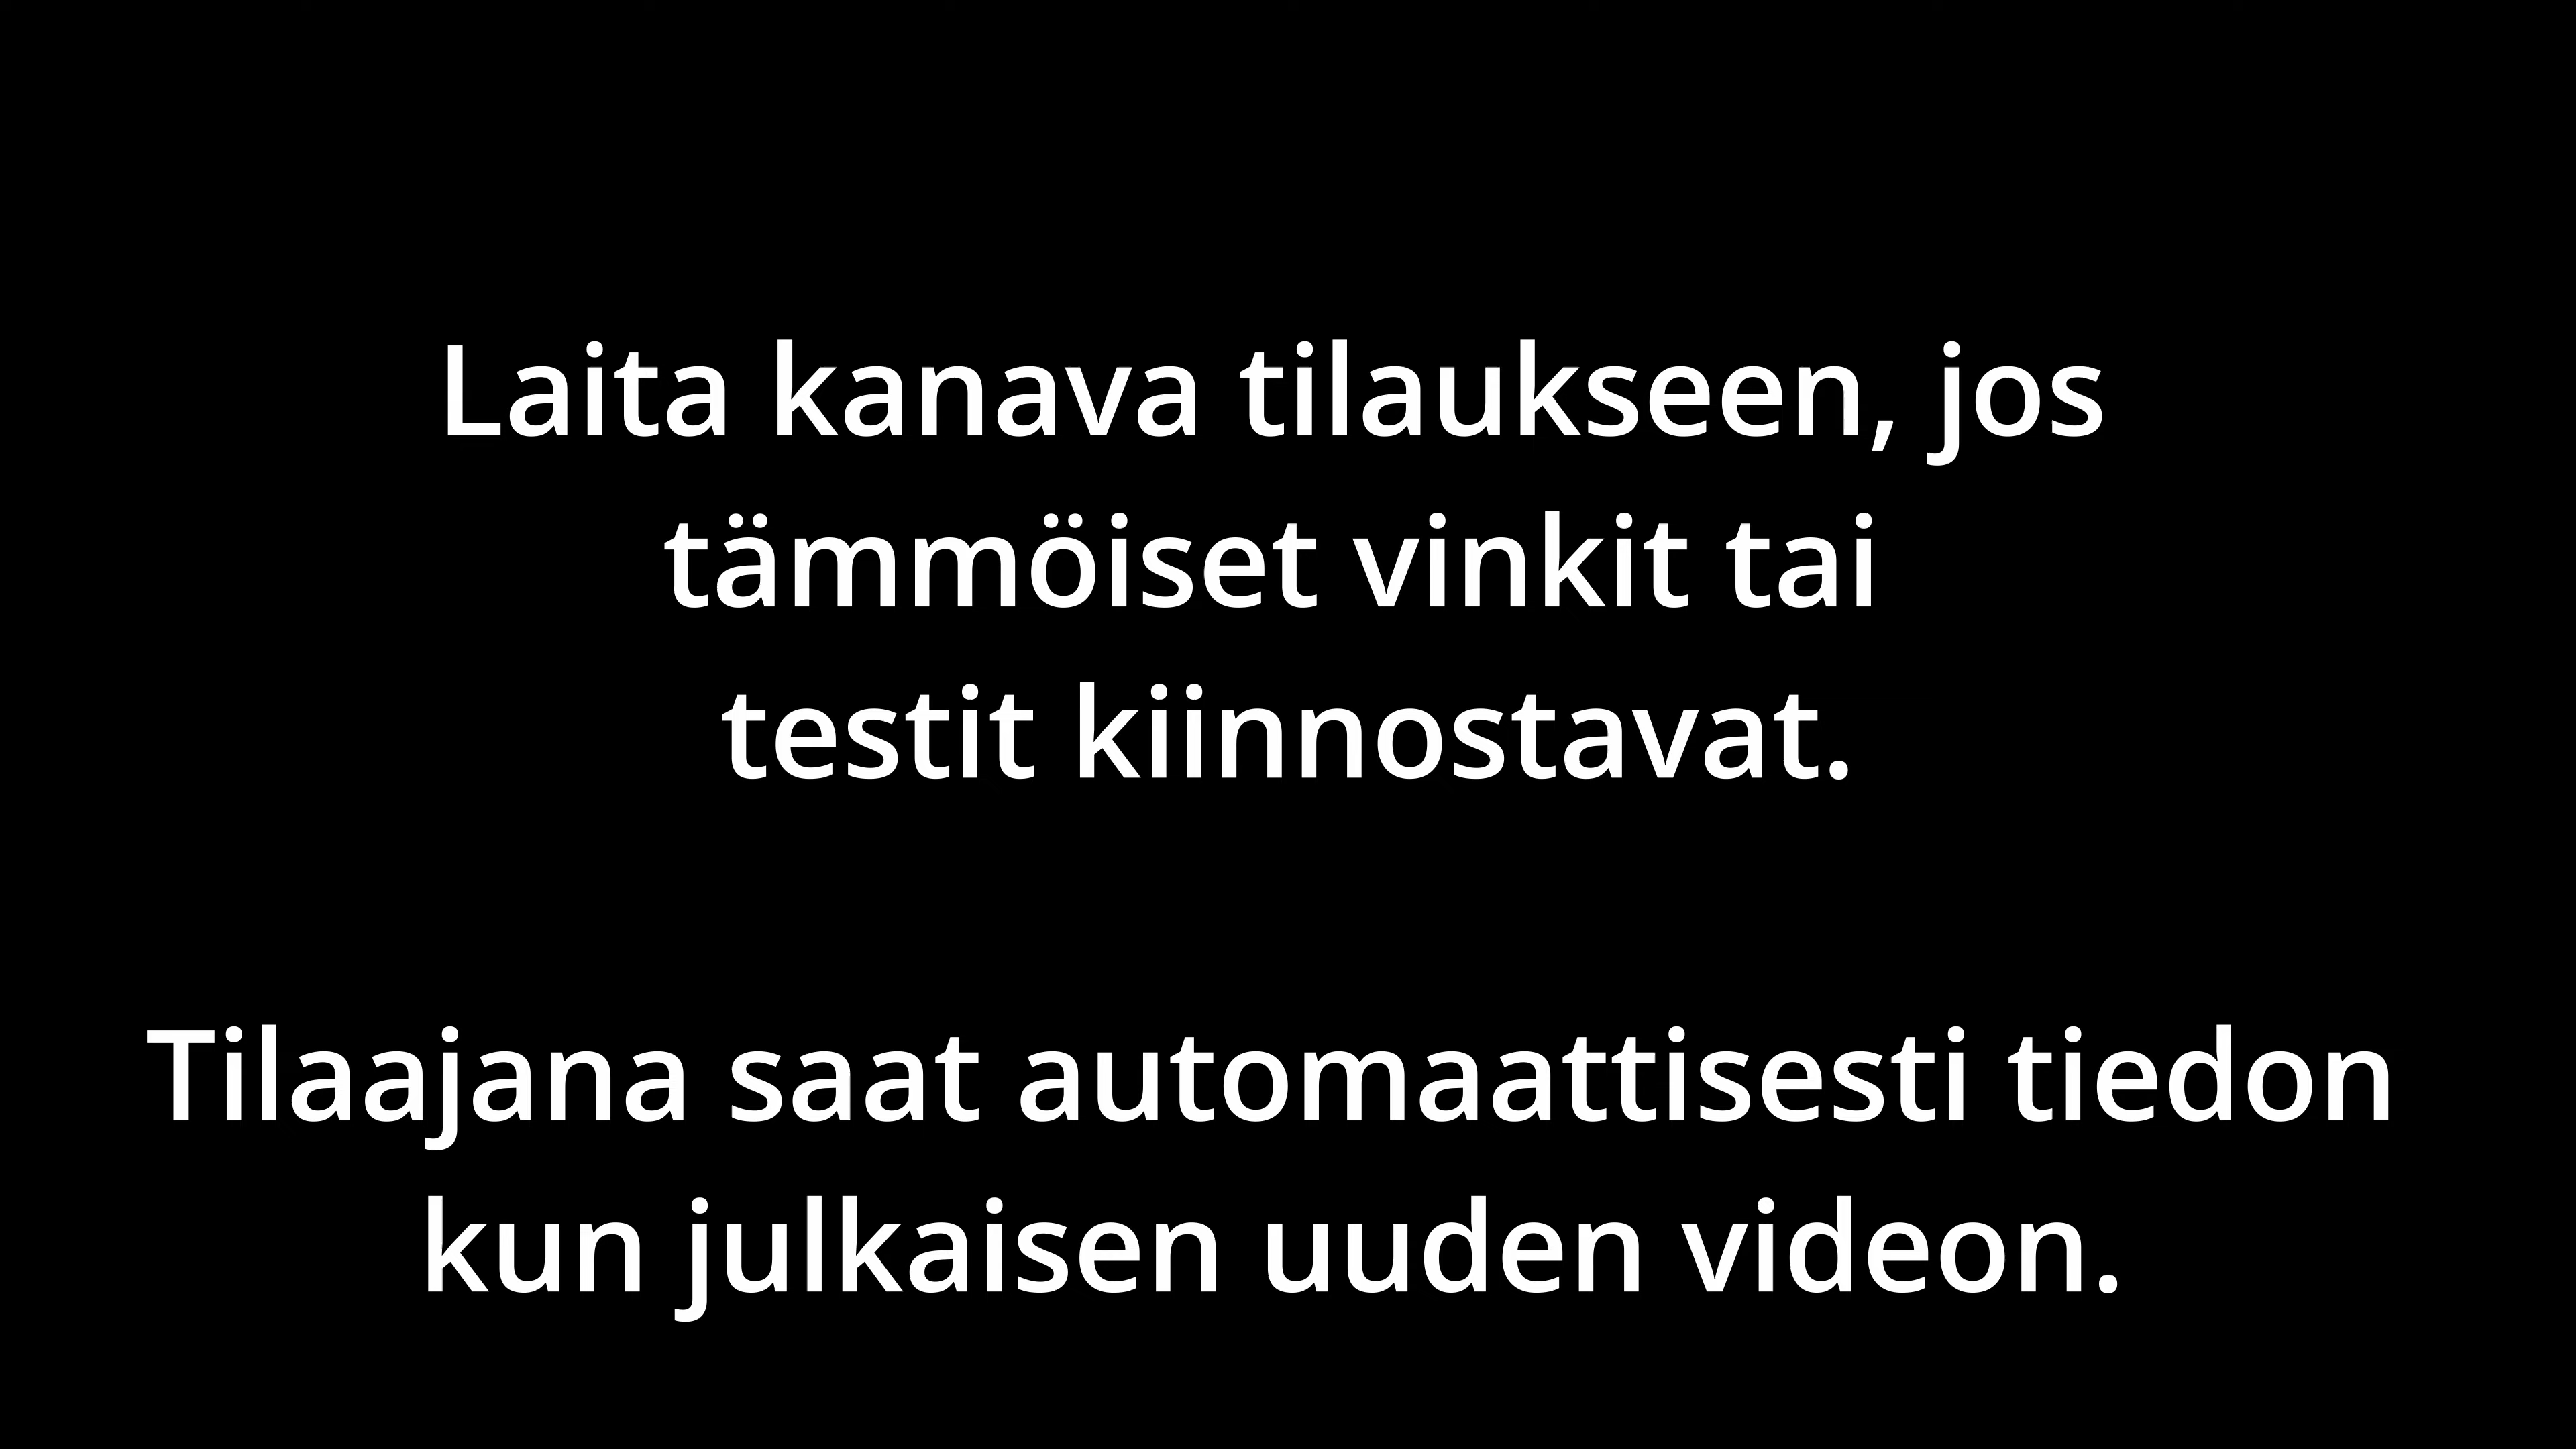 Laita kanava tilaukseen, jos
tämmöiset vinkit tai
testit kiinnostavat.
Tilaajana saat automaattisesti tiedon
kun julkaisen uuden videon.